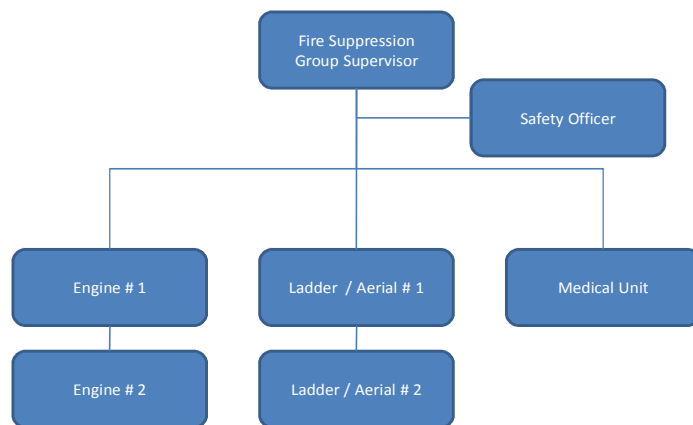 Fire Suppression
Group Supervisor
Safety Officer
Engine # 1
Ladder / Aerial # 1
Medical Unit
Engine # 2
Ladder / Aerial # 2